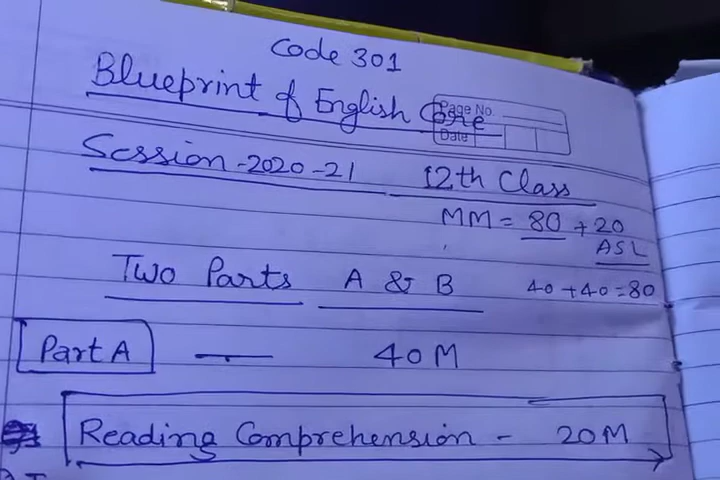 Code 301
Blueprint of English Core
Page No.
Date
Session - 2020-21 12th Class
MM = 80 + 20
ASL
Two Parts A & B 40+40=80
Part A — 40M
Reading Comprehension - 20M